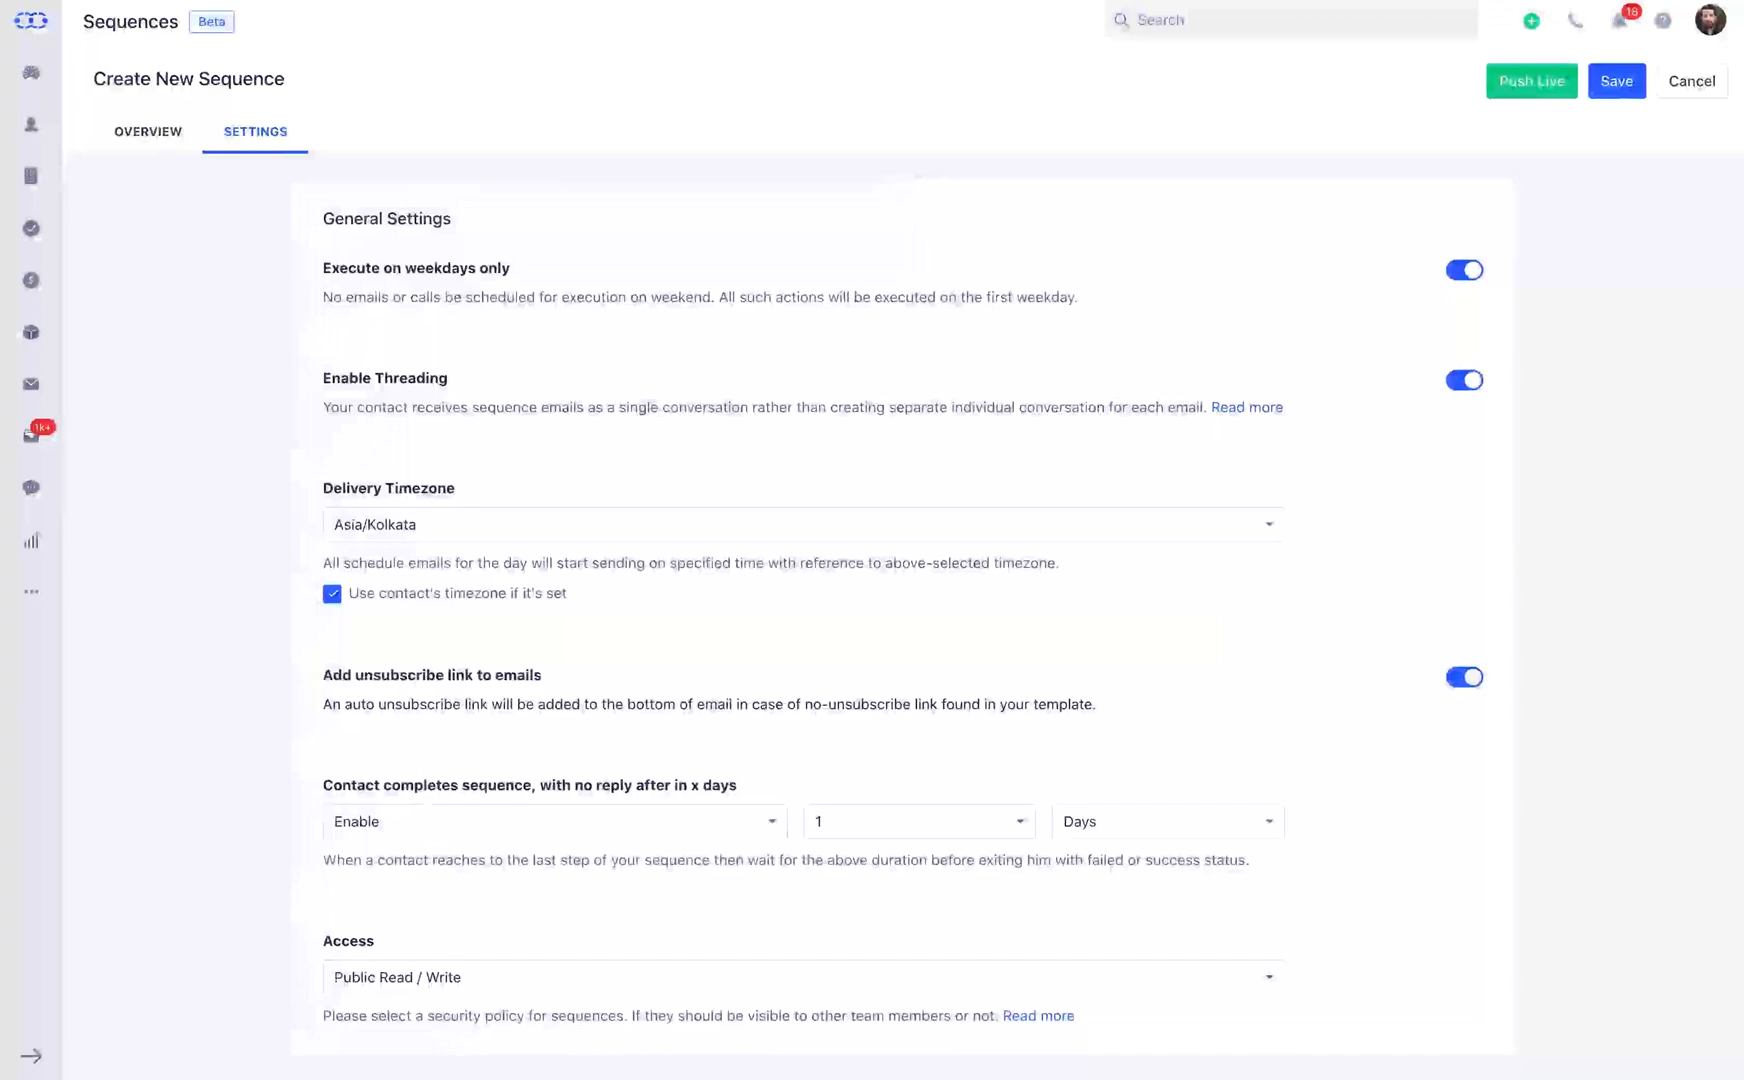 Sequences Beta
Search
18
Create New Sequence
Push Live
Save
Cancel
OVERVIEW
SETTINGS
General Settings
Execute on weekdays only
No emails or calls be scheduled for execution on weekend. All such actions will be executed on the first weekday.
Enable Threading
Your contact receives sequence emails as a single conversation rather than creating separate individual conversation for each email. Read more
1k+
Delivery Timezone
Asia/Kolkata
All schedule emails for the day will start sending on specified time with reference to above-selected timezone.
Use contact's timezone if it's set
Add unsubscribe link to emails
An auto unsubscribe link will be added to the bottom of email in case of no-unsubscribe link found in your template.
Contact completes sequence, with no reply after in x days
Enable
1
Days
When a contact reaches to the last step of your sequence then wait for the above duration before exiting him with failed or success status.
Access
Public Read / Write
Please select a security policy for sequences. If they should be visible to other team members or not. Read more